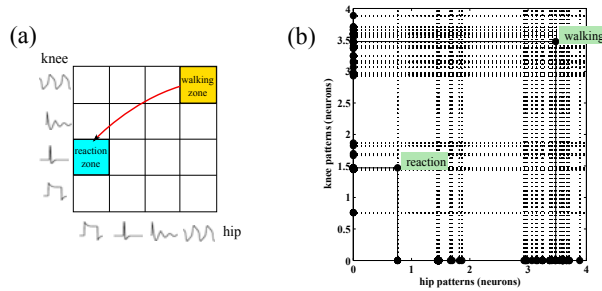 (a)
knee
walking
zone
reaction
zone
hip
(b)
knee patterns (neurons)
4
3.5
3
2.5
2
1.5
1
0.5
0
walking
reaction
0
1
2
3
4
hip patterns (neurons)